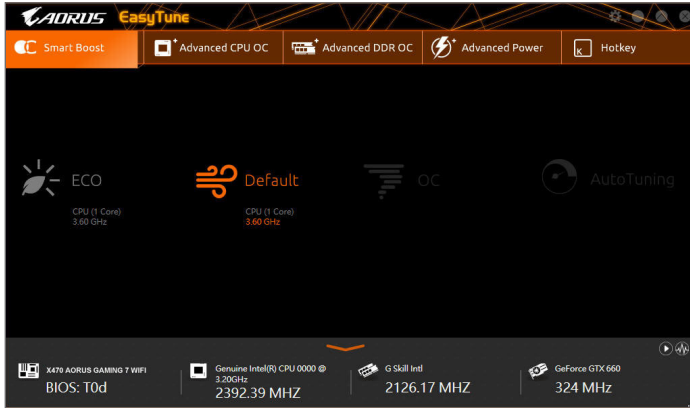 AORUS EasyTune
Smart Boost
Advanced CPU OC
Advanced DDR OC
Advanced Power
K Hotkey
ECO
CPU (1 Core)
3.60 GHz
Default
CPU (1 Core)
3.60 GHz
OC
AutoTuning
X470 AORUS GAMING 7 WIFI
BIOS: T0d
Genuine Intel(R) CPU 0000 @
3.20GHz
2392.39 MHZ
G Skill Intl
2126.17 MHZ
GeForce GTX 660
324 MHz